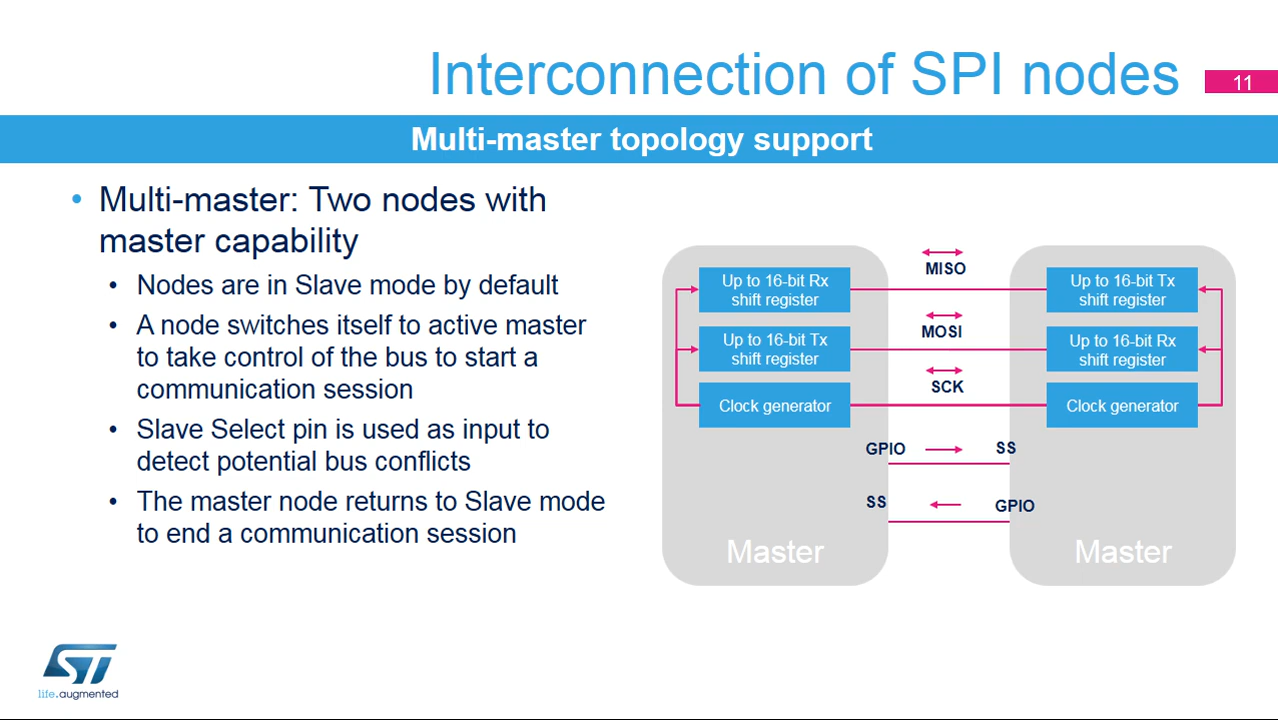 Interconnection of SPI nodes
11
Multi-master topology support
• Multi-master: Two nodes with
master capability
• Nodes are in Slave mode by default
• A node switches itself to active master
to take control of the bus to start a
communication session
• Slave Select pin is used as input to
detect potential bus conflicts
• The master node returns to Slave mode
to end a communication session
Up to 16-bit Rx
shift register
Up to 16-bit Tx
shift register
Clock generator
Master
MISO
MOSI
SCK
GPIO
SS
SS
GPIO
Up to 16-bit Tx
shift register
Up to 16-bit Rx
shift register
Clock generator
Master
ST
life.augmented